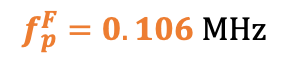 $f_p^F = 0.106$ MHz